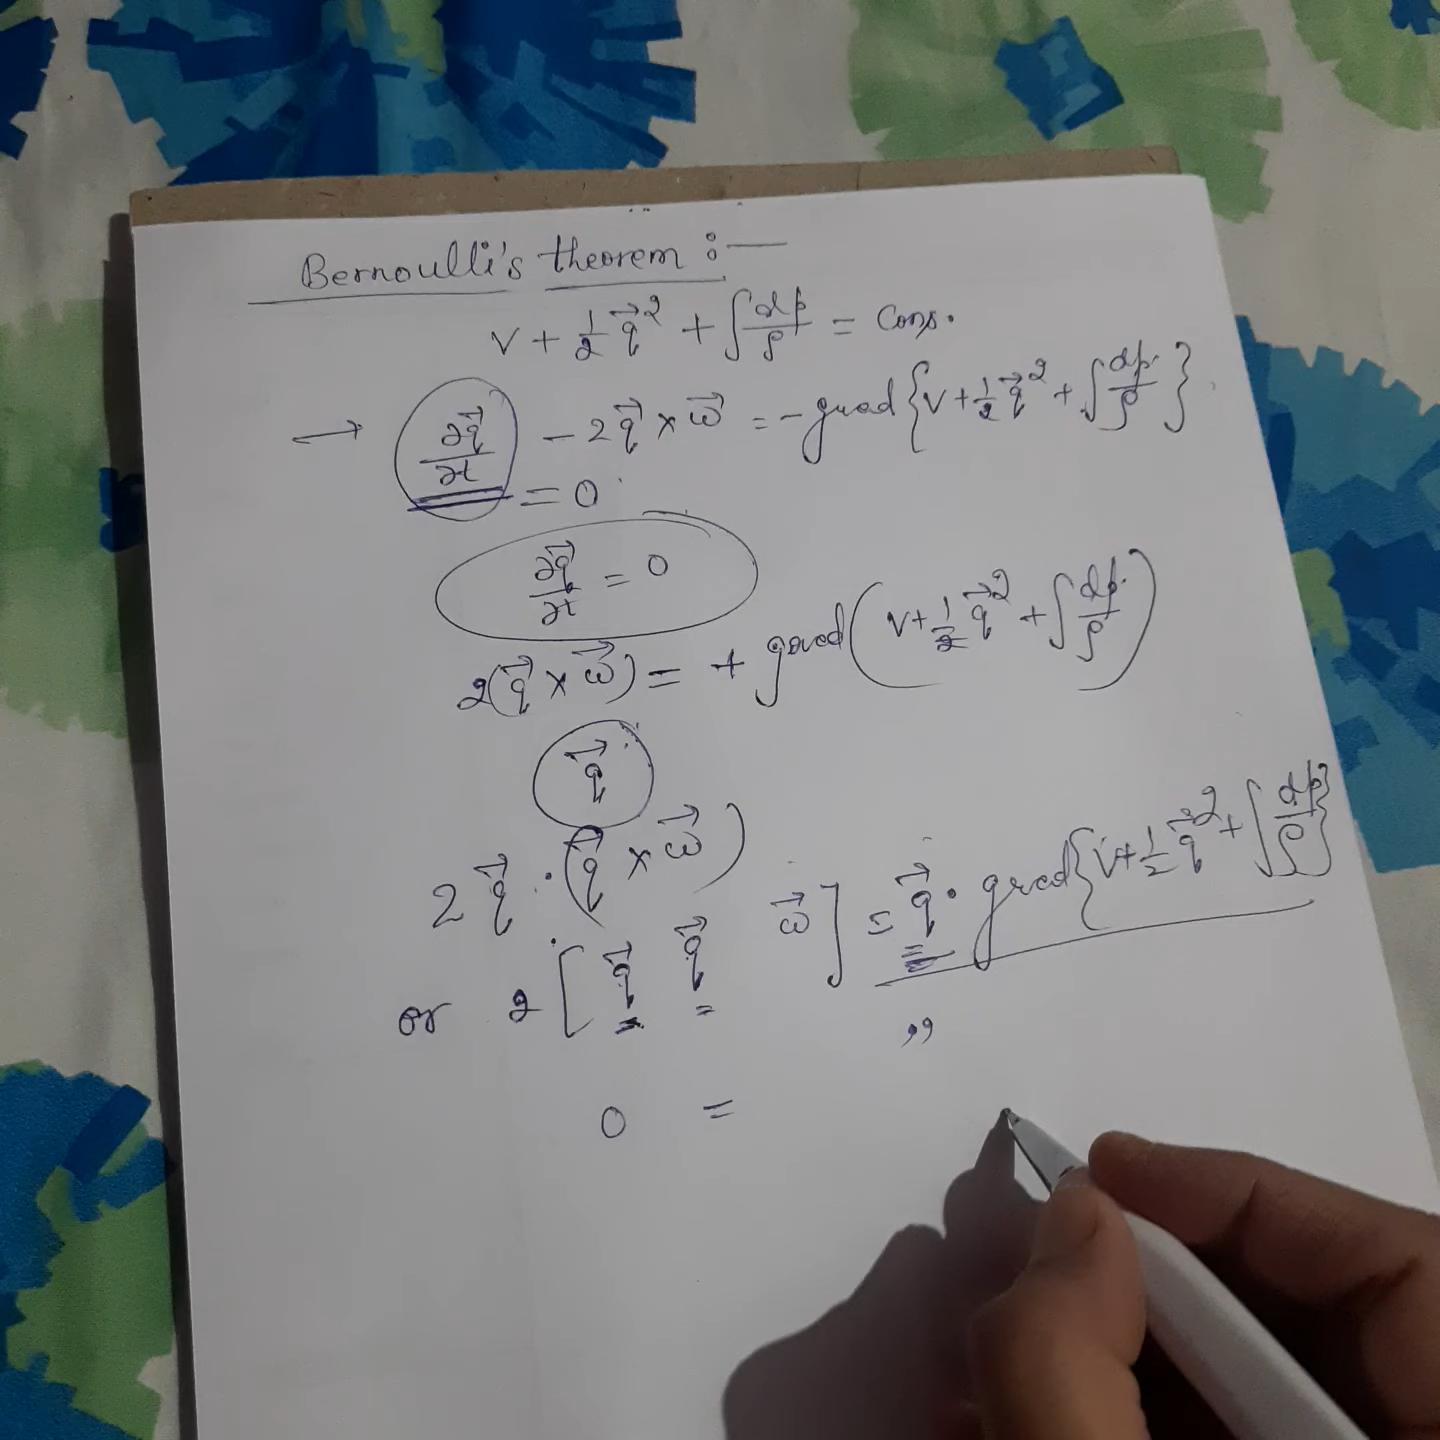 Bernoulli's theorem :—
V + 1/2 q⃗² + ∫ dp/ρ = Cons.
→ ∂q⃗/∂t − 2q⃗ × ω⃗ = −grad{V + 1/2 q⃗² + ∫ dp/ρ}
= 0
∂q⃗/∂t = 0
2(q⃗ × ω⃗) = + grad(V + 1/2 q⃗² + ∫ dp/ρ)
q⃗
2 q⃗ · (q⃗ × ω⃗)
or 2 [q⃗ q⃗ ω⃗] = q⃗ · grad{V + 1/2 q⃗² + ∫ dp/ρ}
0 = ,,